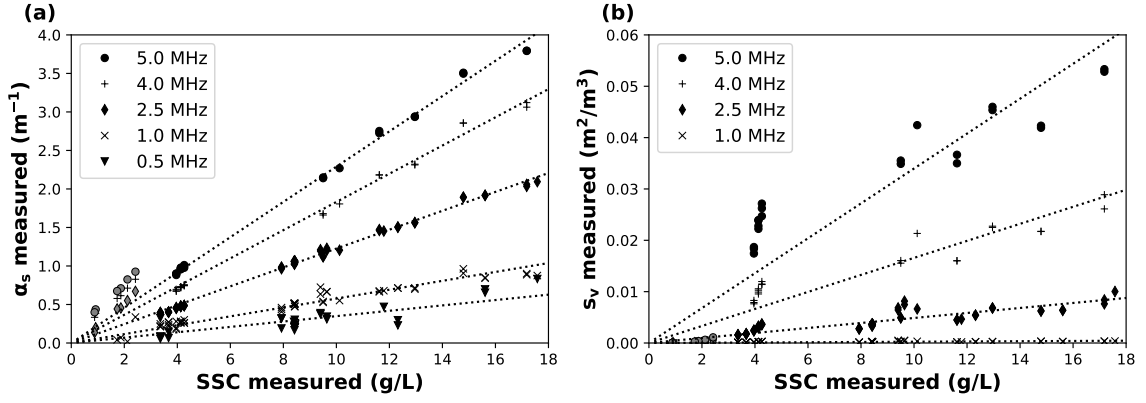 (a)
4.0
3.5
3.0
2.5
2.0
1.5
1.0
0.5
0.0
αs measured (m⁻¹)
5.0 MHz
4.0 MHz
2.5 MHz
1.0 MHz
0.5 MHz
0 2 4 6 8 10 12 14 16 18
SSC measured (g/L)
(b)
0.06
0.05
0.04
0.03
0.02
0.01
0.00
sv measured (m²/m³)
5.0 MHz
4.0 MHz
2.5 MHz
1.0 MHz
0 2 4 6 8 10 12 14 16 18
SSC measured (g/L)